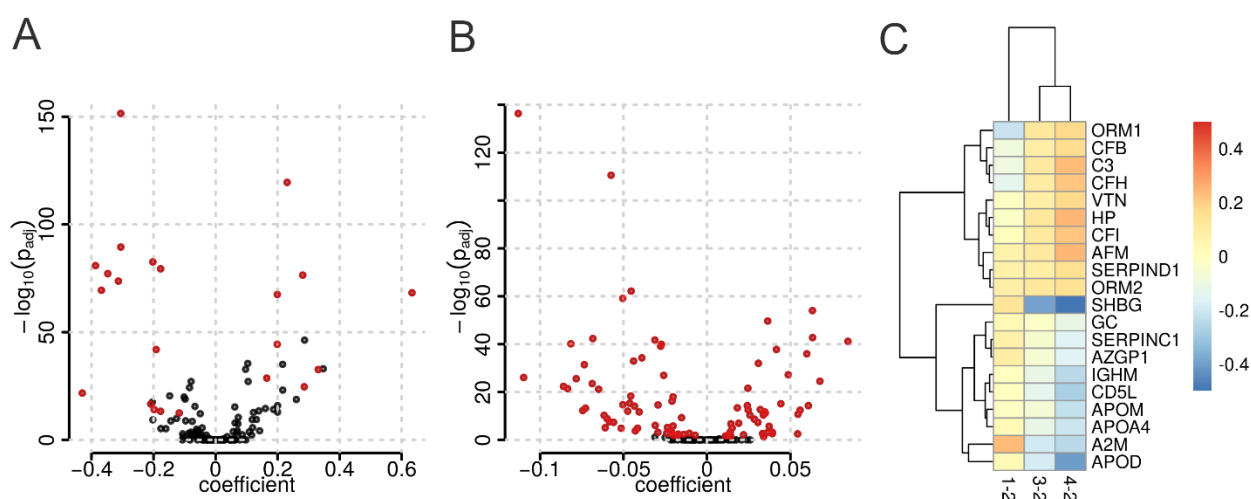 A
B
C
− log10(padj)
150
100
50
0
−0.4
−0.2
0
0.2
0.4
0.6
coefficient
− log10(padj)
120
80
60
40
20
0
−0.1
−0.05
0
0.05
coefficient
ORM1
CFB
C3
CFH
VTN
HP
CFI
AFM
SERPIND1
ORM2
SHBG
GC
SERPINC1
AZGP1
IGHM
CD5L
APOM
APOA4
A2M
APOD
1-2
3-2
4-2
0.4
0.2
0
-0.2
-0.4